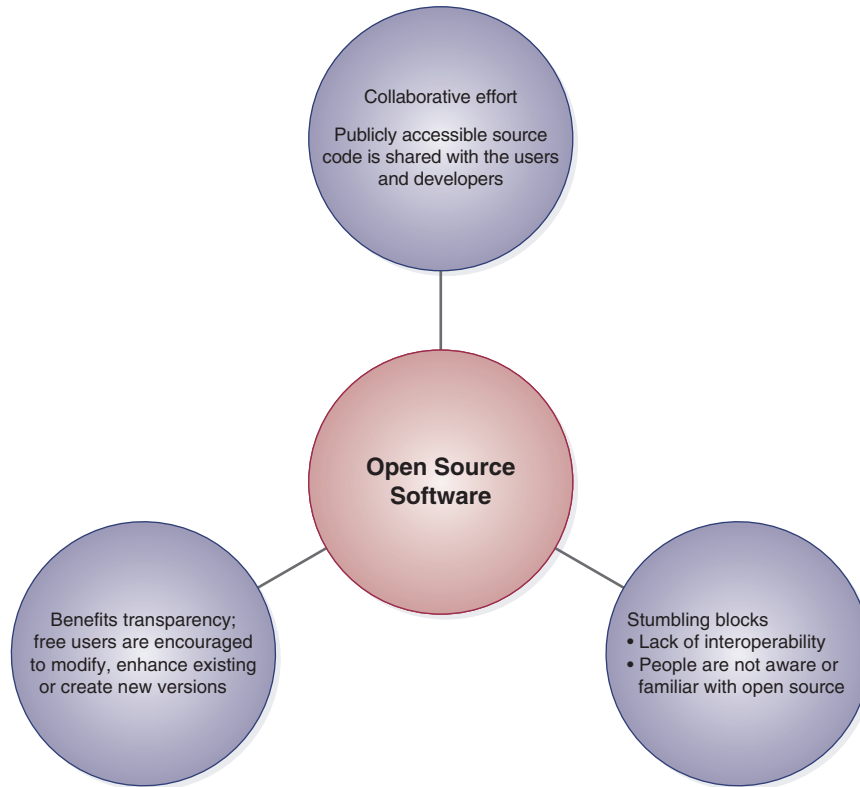 Collaborative effort
Publicly accessible source
code is shared with the users
and developers
Open Source
Software
Benefits transparency;
free users are encouraged
to modify, enhance existing
or create new versions
Stumbling blocks
• Lack of interoperability
• People are not aware or
familiar with open source